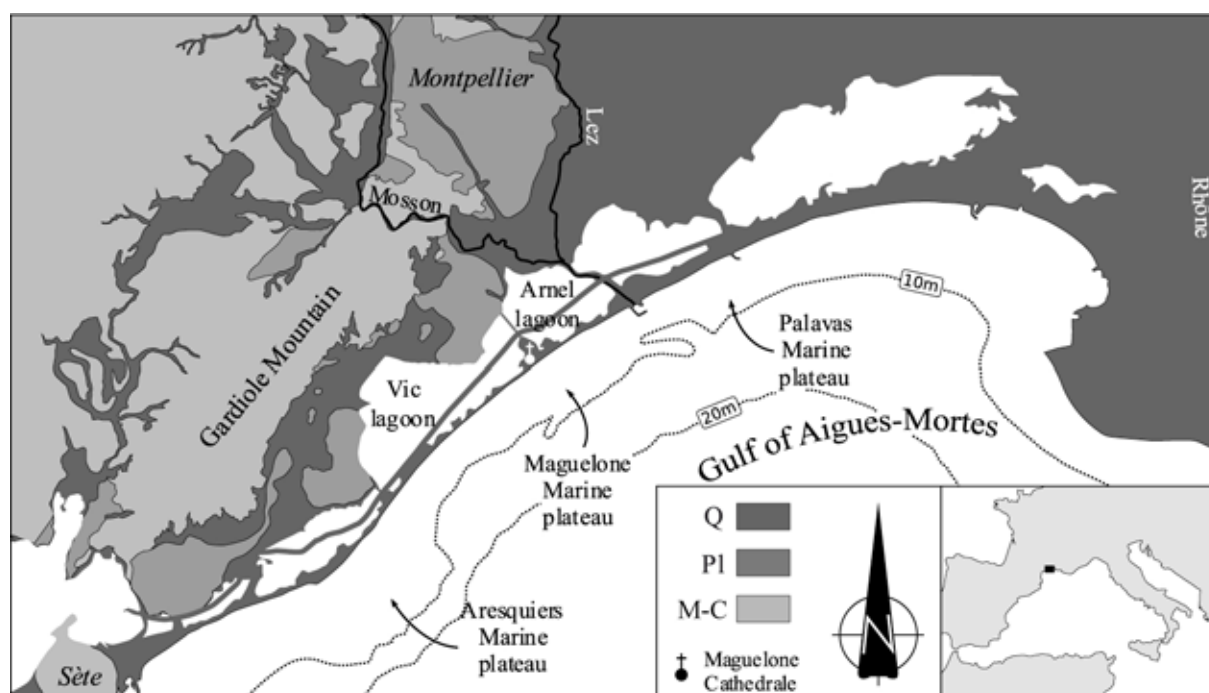 Montpellier
Lez
Rhône
Mosson
Arnel
lagoon
10m
Palavas
Marine
plateau
Gardiole Mountain
Vic
lagoon
20m
Gulf of Aigues-Mortes
Maguelone
Marine
plateau
Aresquiers
Marine
plateau
Sète
Q
Pl
M-C
Maguelone
Cathedrale
N